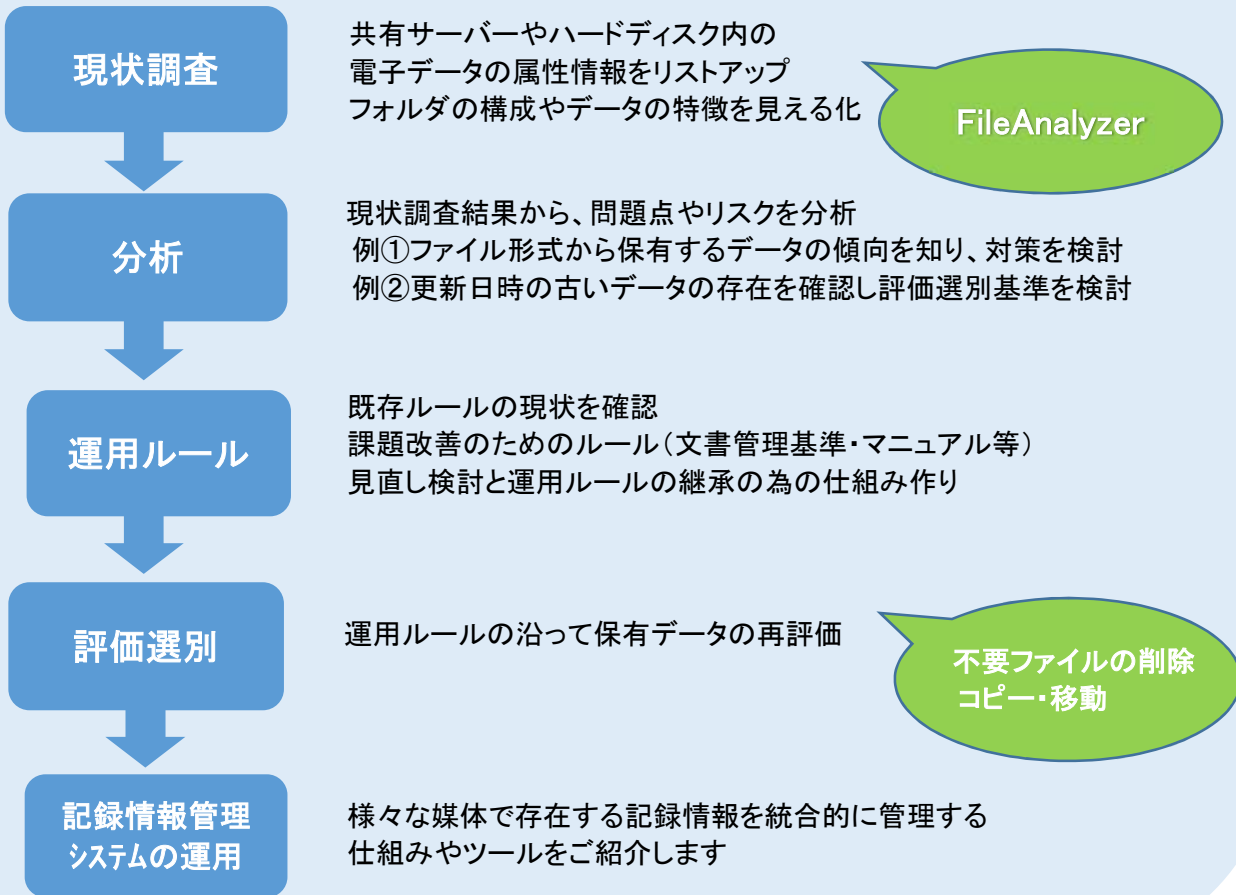 現状調査
共有サーバーやハードディスク内の
電子データの属性情報をリストアップ
フォルダの構成やデータの特徴を見える化
FileAnalyzer
分析
現状調査結果から、問題点やリスクを分析
例①ファイル形式から保有するデータの傾向を知り、対策を検討
例②更新日時の古いデータの存在を確認し評価選別基準を検討
運用ルール
既存ルールの現状を確認
課題改善のためのルール（文書管理基準・マニュアル等）
見直し検討と運用ルールの継承の為の仕組み作り
評価選別
運用ルールの沿って保有データの再評価
不要ファイルの削除
コピー・移動
記録情報管理
システムの運用
様々な媒体で存在する記録情報を統合的に管理する
仕組みやツールをご紹介します